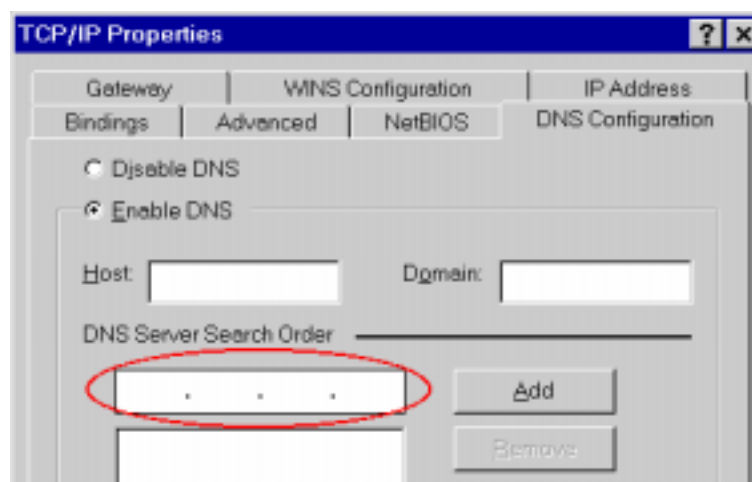 TCP/IP Properties
? x
Gateway WINS Configuration IP Address
Bindings Advanced NetBIOS DNS Configuration
Disable DNS
Enable DNS
Host: Domain:
DNS Server Search Order
. . . Add
Remove